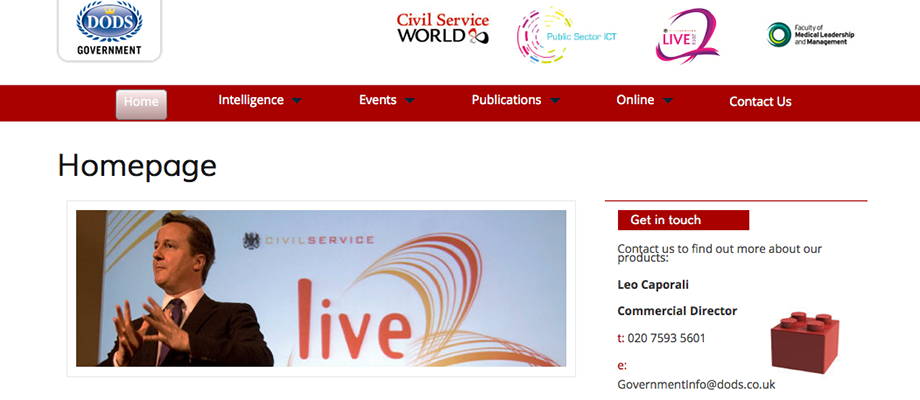 DODS
GOVERNMENT
Civil Service
WORLD
Public Sector ICT
LIVE
Faculty of
Medical Leadership
and Management
Home
Intelligence
Events
Publications
Online
Contact Us
Homepage
CIVILSERVICE
live
Get in touch
Contact us to find out more about our
products:
Leo Caporali
Commercial Director
t: 020 7593 5601
e:
GovernmentInfo@dods.co.uk